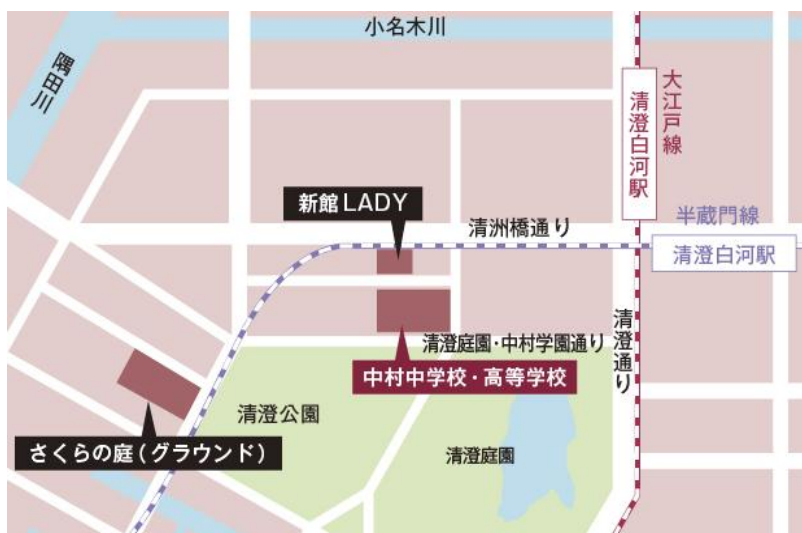 小名木川
隅田川
大江戸線
清澄白河駅
新館LADY
清洲橋通り
半蔵門線
清澄白河駅
清澄通り
清澄庭園・中村学園通り
中村中学校・高等学校
清澄公園
さくらの庭(グラウンド)
清澄庭園